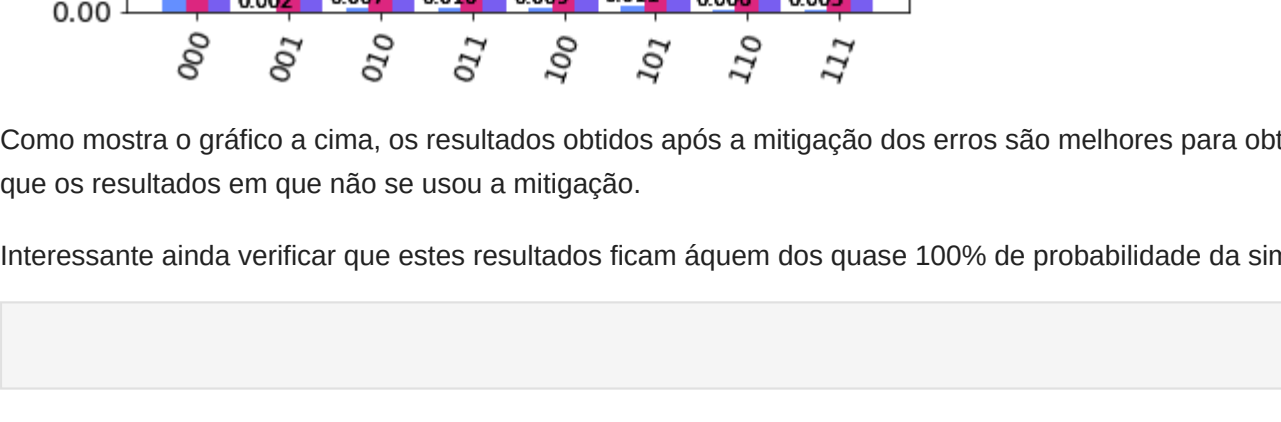 0.00
000 001 010 011 100 101 110 111
Como mostra o gráfico a cima, os resultados obtidos após a mitigação dos erros são melhores para
que os resultados em que não se usou a mitigação.
Interessante ainda verificar que estes resultados ficam áquem dos quase 100% de probabilidade da